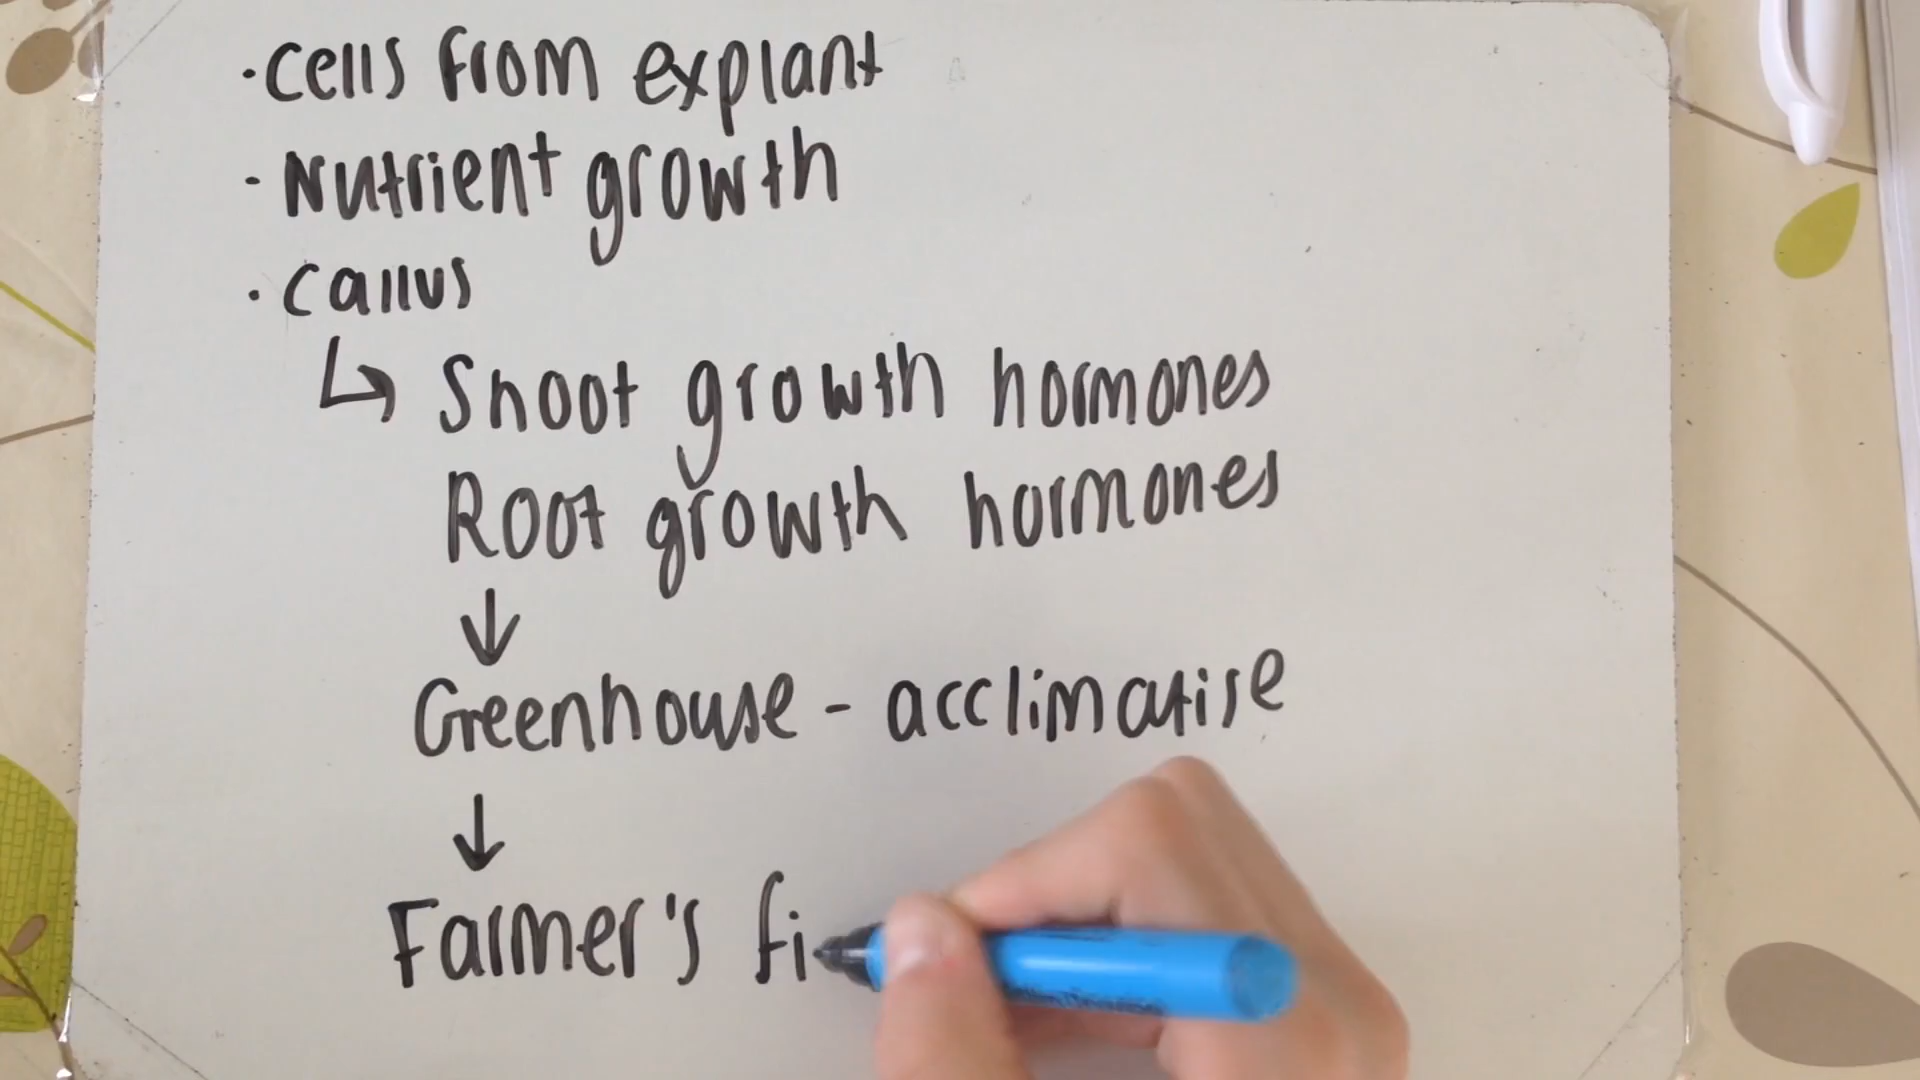 · Cells from explant
- Nutrient growth
· Callus
↳ Shoot growth hormones
Root growth hormones
↓
Greenhouse - acclimatise
↓
Farmer's fi